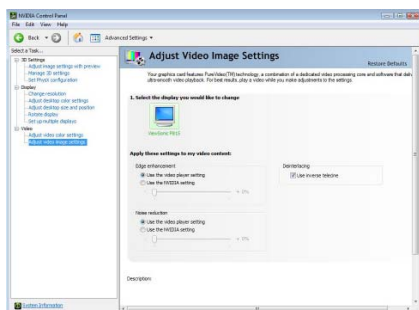 NVIDIA Control Panel
File Edit View Help
Back
Advanced Settings
Select a Task...
3D Settings
Adjust image settings with preview
Manage 3D settings
Set PhysX configuration
Display
Change resolution
Adjust desktop color settings
Adjust desktop size and position
Rotate display
Set up multiple displays
Video
Adjust video color settings
Adjust video image settings
System Information
Adjust Video Image Settings
Restore Defaults
Your graphics card features PureVideo(TM) technology, a combination of a dedicated video processing core and software that deliv
ultrasmooth video playback. For best results, play a video while you make adjustments to the settings
1. Select the display you would like to change
Apply these settings to my video content:
Edge enhancement
Use the video player setting
Use the NVIDIA setting
Deinterlacing
Use inverse telecine
Noise reduction
Use the video player setting
Use the NVIDIA setting
Description: